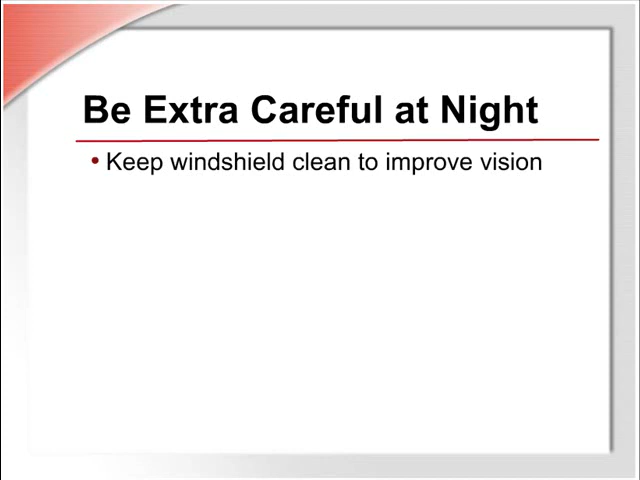 Be Extra Careful at Night
• Keep windshield clean to improve vision